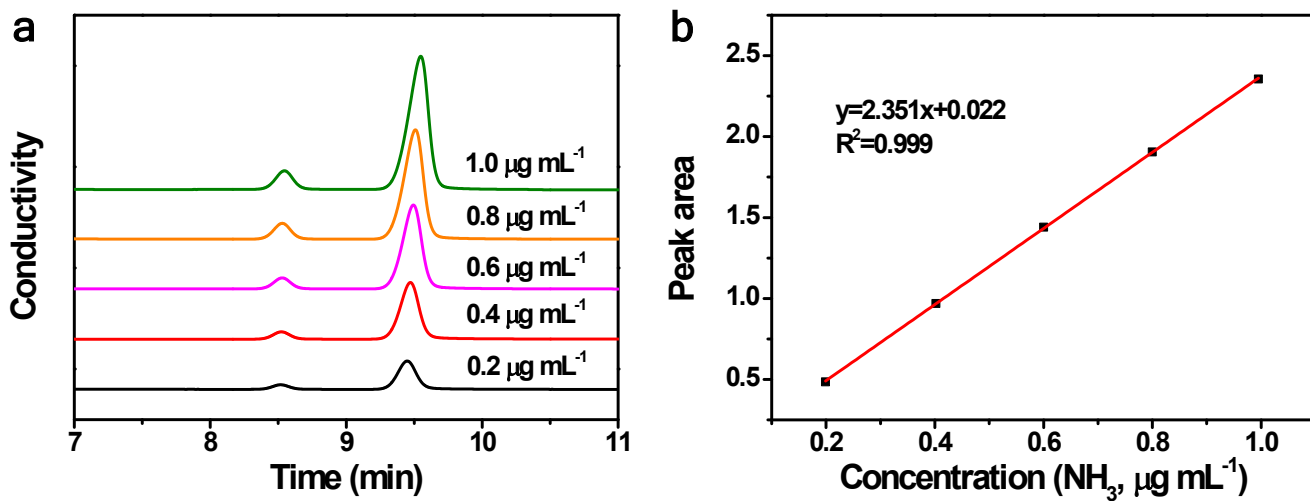 a
Conductivity
1.0 μg mL⁻¹
0.8 μg mL⁻¹
0.6 μg mL⁻¹
0.4 μg mL⁻¹
0.2 μg mL⁻¹
7 8 9 10 11
Time (min)
b
Peak area
2.5
2.0
1.5
1.0
0.5
y=2.351x+0.022
R²=0.999
0.2 0.4 0.6 0.8 1.0
Concentration (NH₃, μg mL⁻¹)